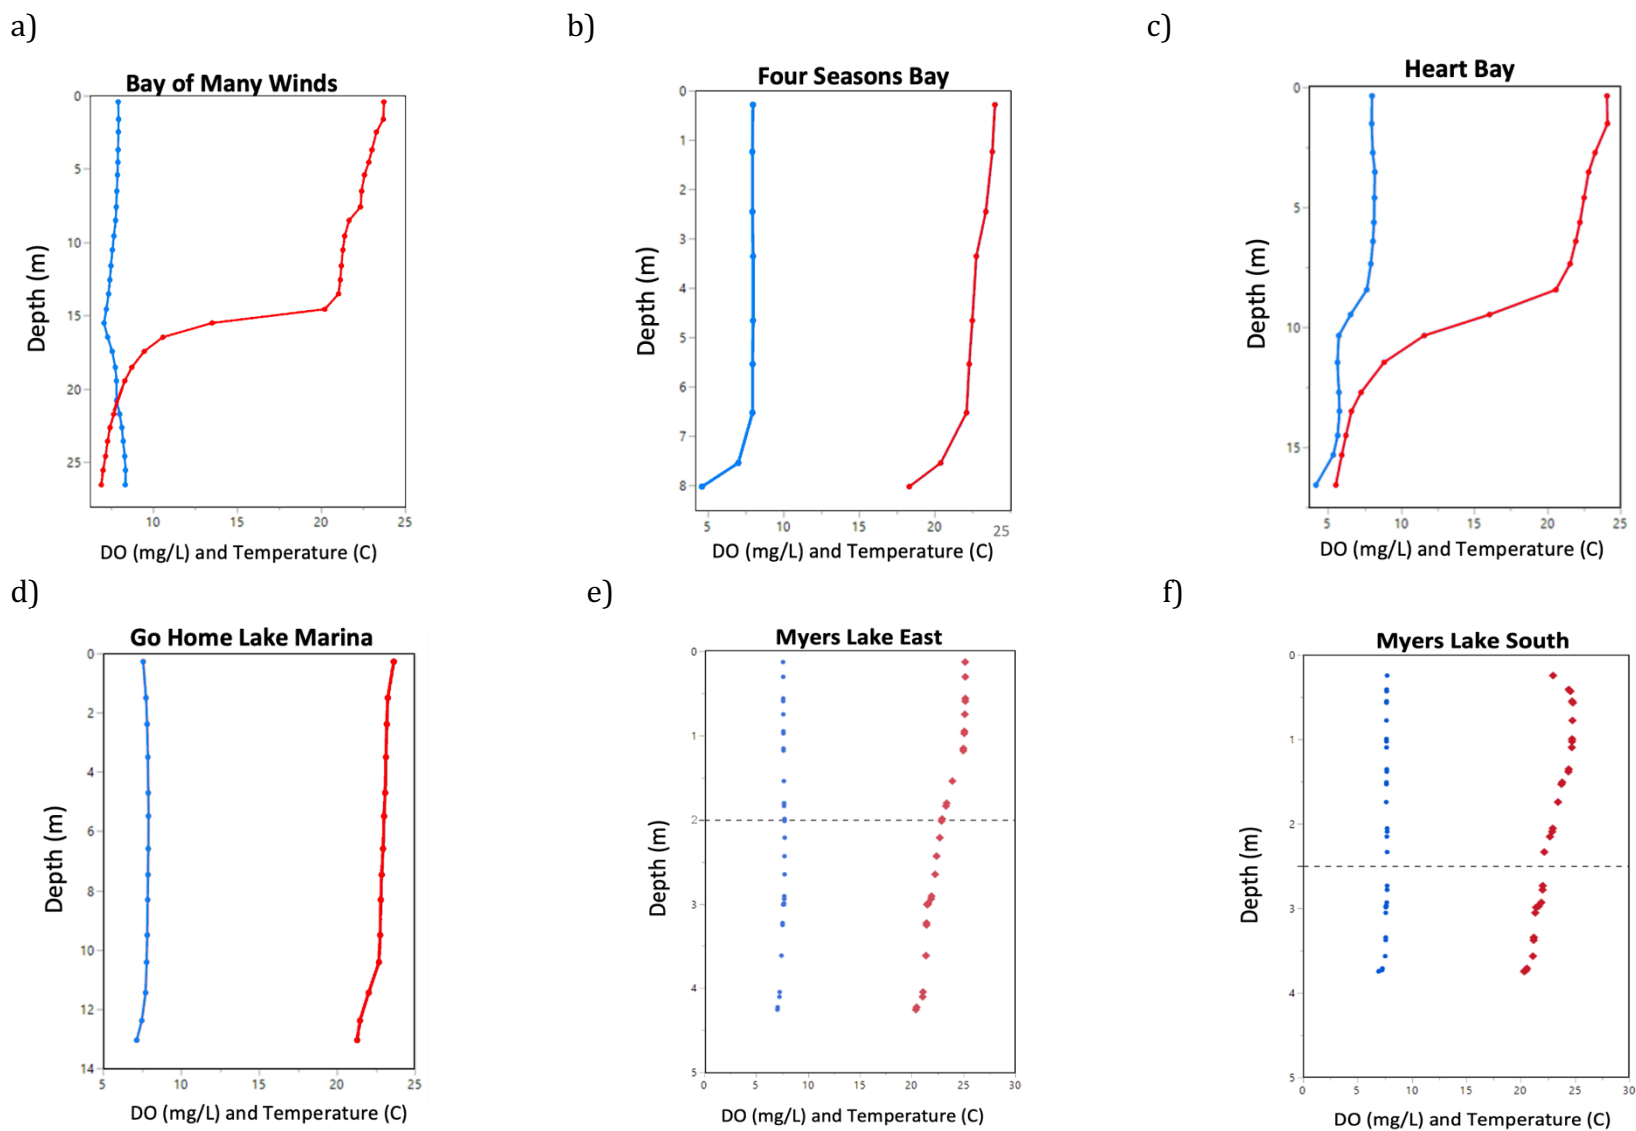 a)
Bay of Many Winds
0
5
10
15
20
25
Depth (m)
10 15 20 25
DO (mg/L) and Temperature (C)
b)
Four Seasons Bay
0
1
2
3
4
5
6
7
8
Depth (m)
5 10 15 20 25
DO (mg/L) and Temperature (C)
c)
Heart Bay
0
5
10
15
Depth (m)
5 10 15 20 25
DO (mg/L) and Temperature (C)
d)
Go Home Lake Marina
0
2
4
6
8
10
12
14
Depth (m)
5 10 15 20 25
DO (mg/L) and Temperature (C)
e)
Myers Lake East
0
1
2
3
4
5
Depth (m)
0 5 10 15 20 25 30
DO (mg/L) and Temperature (C)
f)
Myers Lake South
0
1
2
3
4
5
Depth (m)
0 5 10 15 20 25 30
DO (mg/L) and Temperature (C)